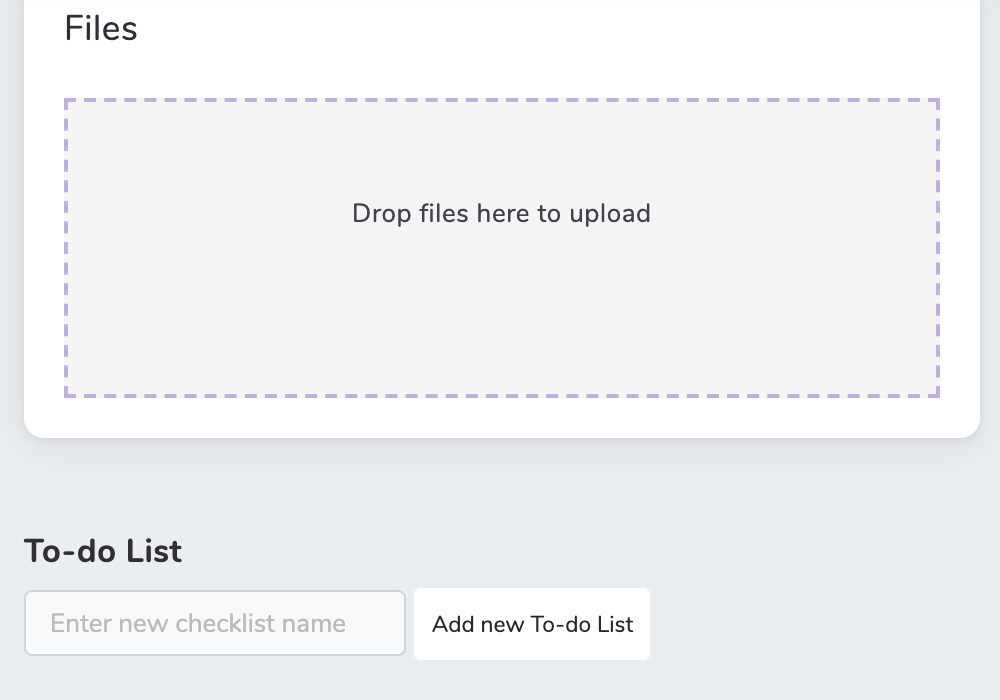 Files
Drop files here to upload
To-do List
Enter new checklist name
Add new To-do List